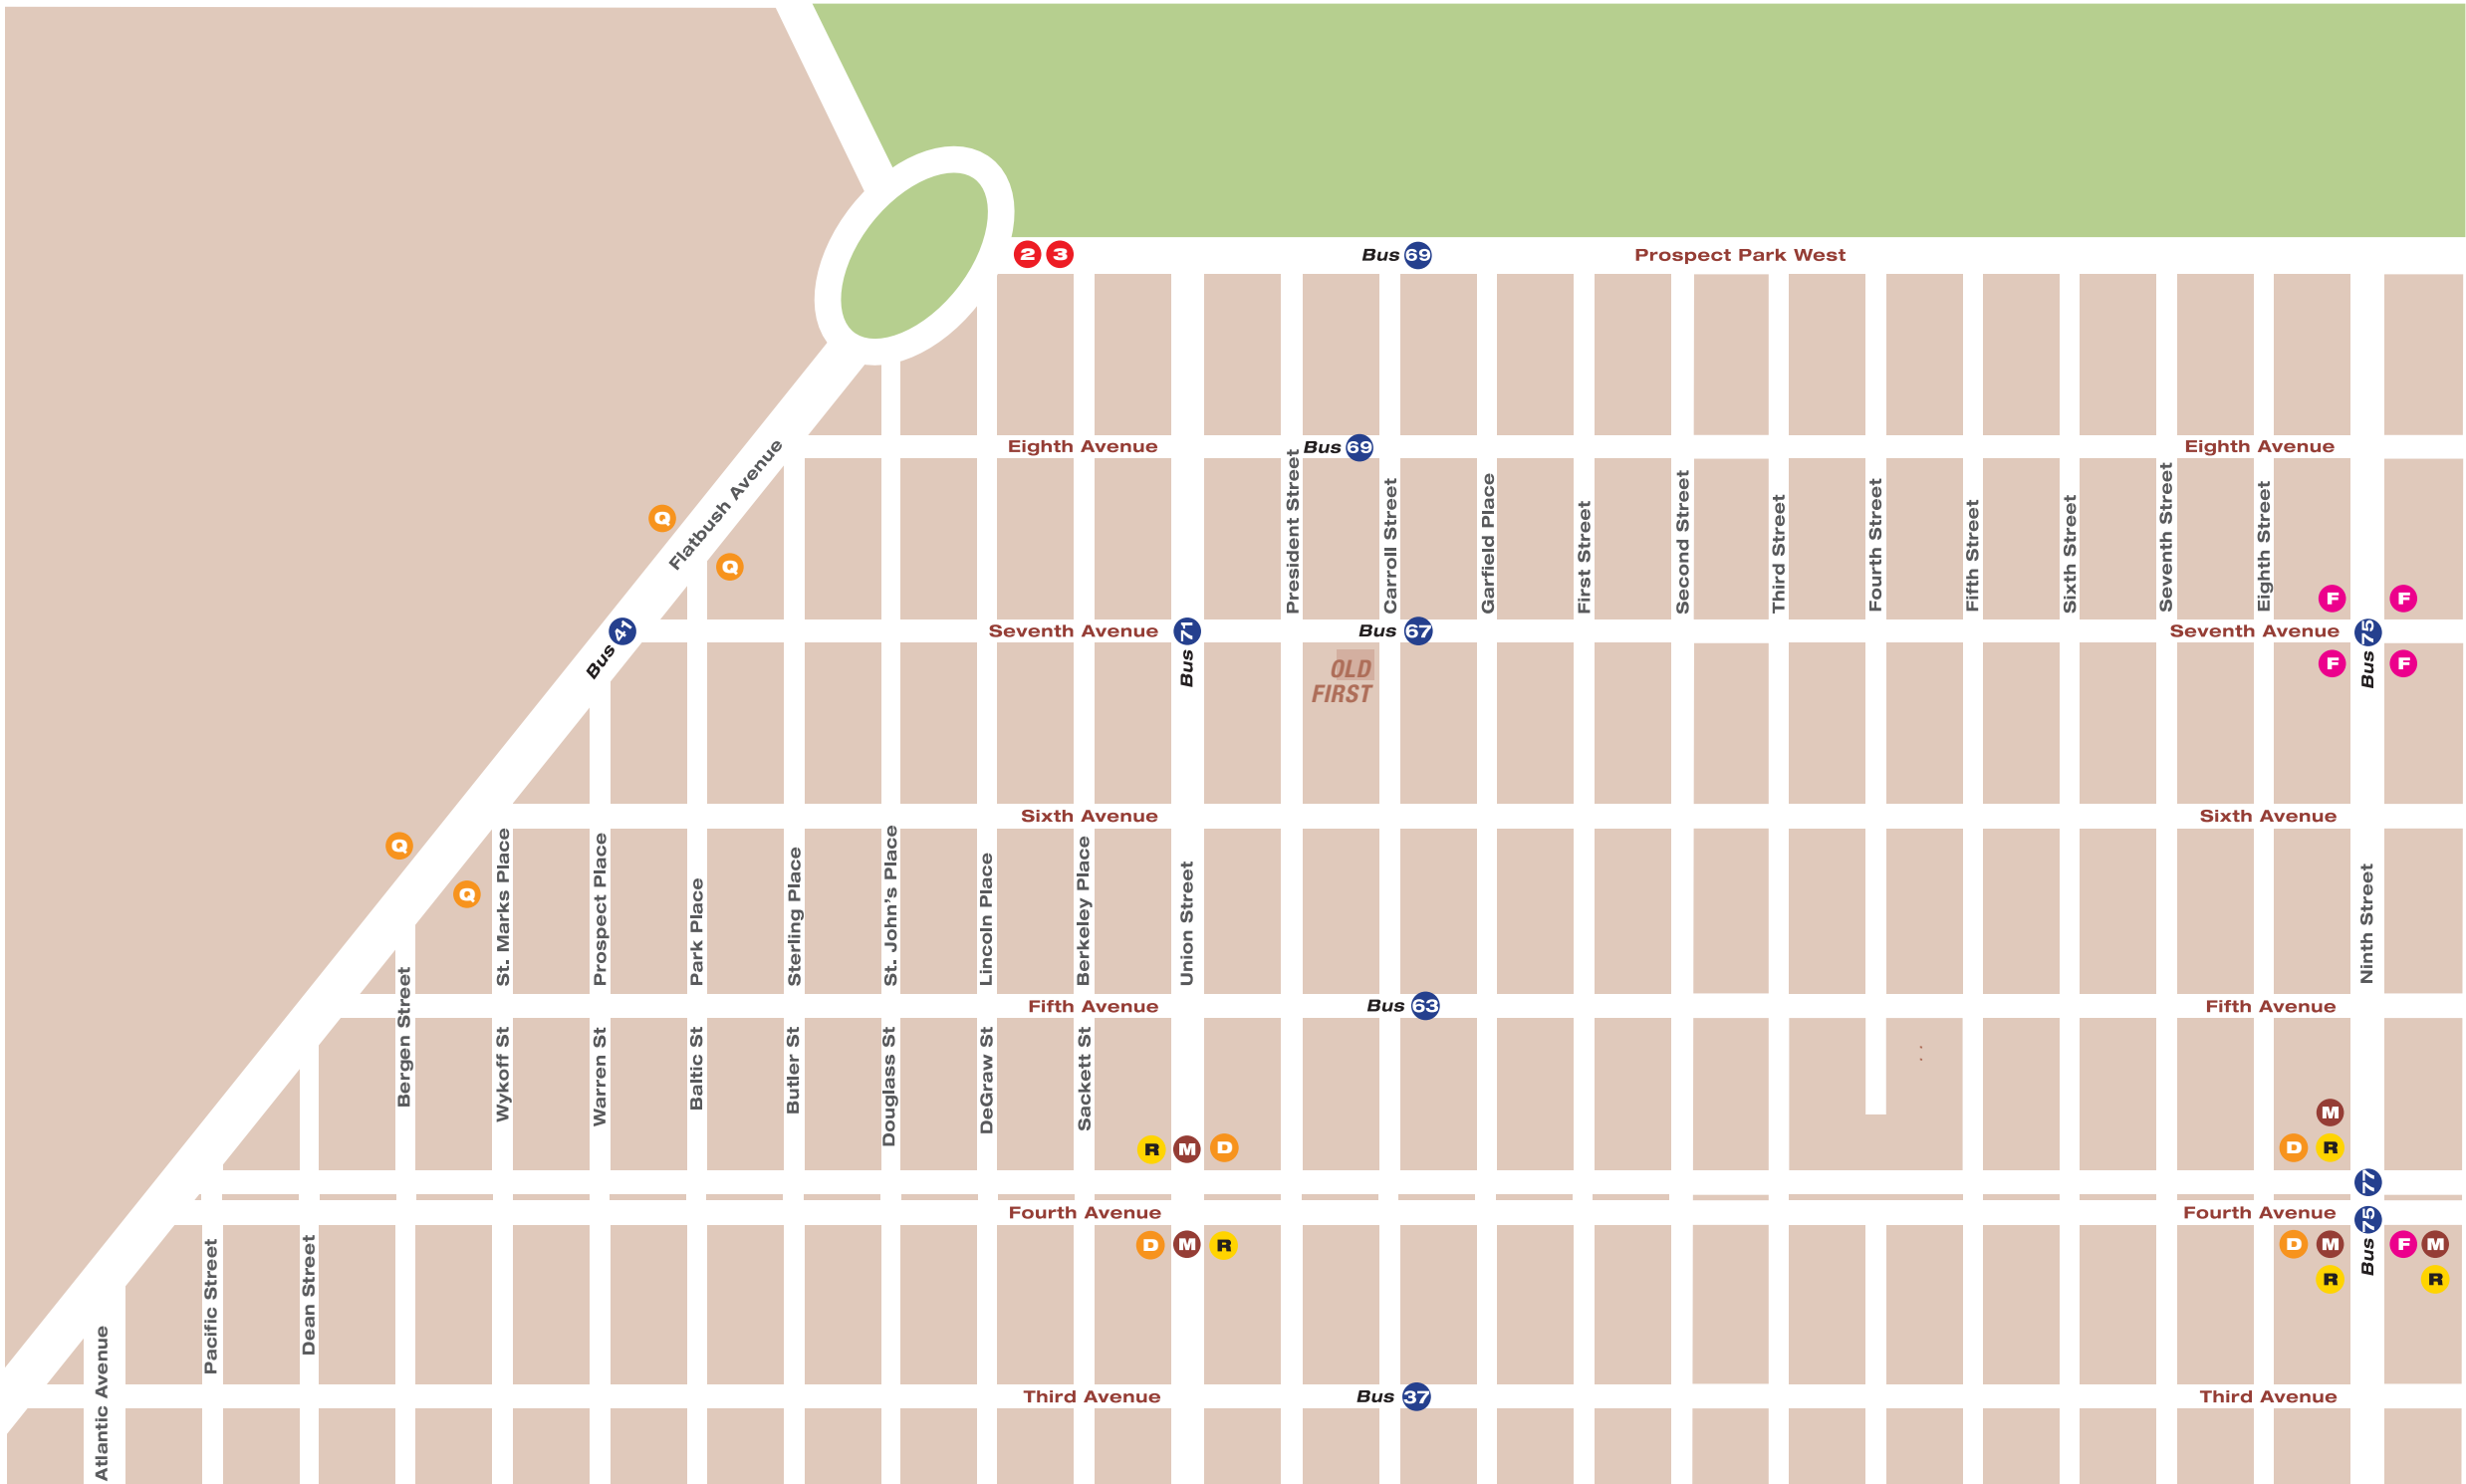 2 3
Bus 69
Prospect Park West
Eighth Avenue
Bus 69
Eighth Avenue
Flatbush Avenue
Q
Q
President Street
Carroll Street
Garfield Place
First Street
Second Street
Third Street
Fourth Street
Fifth Street
Sixth Street
Seventh Street
Eighth Street
F
F
Bus 41
Seventh Avenue
Bus 71
Bus 67
Seventh Avenue
Bus 75
OLD
FIRST
F
F
Sixth Avenue
Sixth Avenue
Q
Q
St. Marks Place
Prospect Place
Park Place
Sterling Place
St. John's Place
Lincoln Place
Berkeley Place
Union Street
Ninth Street
Fifth Avenue
Bus 63
Fifth Avenue
Bergen Street
Wykoff St
Warren St
Baltic St
Butler St
Douglass St
DeGraw St
Sackett St
R M D
M
D R
77
Fourth Avenue
Fourth Avenue
Bus 75
D M R
D M
F M
R
R
Pacific Street
Dean Street
Atlantic Avenue
Third Avenue
Bus 37
Third Avenue